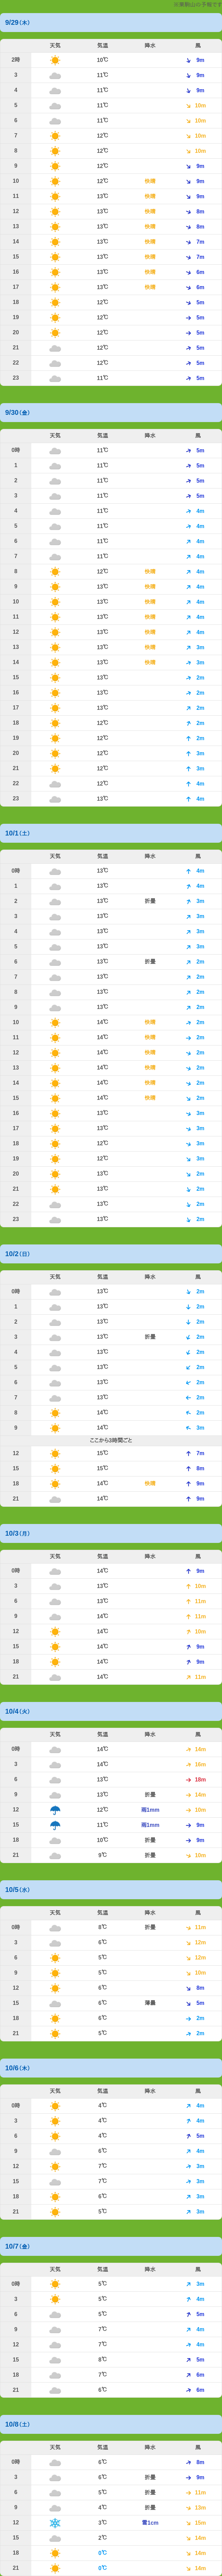 の予報です
9/29(木)
天気 気温 降水 風
2時 10℃ 9m
3 11℃ 9m
4 11℃ 9m
5 11℃ 10m
6 11℃ 10m
7 12℃ 10m
8 12℃ 10m
9 12℃ 9m
10 12℃ 快晴 9m
11 13℃ 快晴 9m
12 13℃ 快晴 8m
13 13℃ 快晴 8m
14 13℃ 快晴 7m
15 13℃ 快晴 7m
16 13℃ 快晴 6m
17 13℃ 快晴 6m
18 12℃ 5m
19 12℃ 5m
20 12℃ 5m
21 12℃ 5m
22 12℃ 5m
23 11℃ 5m
9/30(金)
天気 気温 降水 風
0時 11℃ 5m
1 11℃ 5m
2 11℃ 5m
3 11℃ 5m
4 11℃ 4m
5 11℃ 4m
6 11℃ 4m
7 11℃ 4m
8 12℃ 快晴 4m
9 13℃ 快晴 4m
10 13℃ 快晴 4m
11 13℃ 快晴 4m
12 13℃ 快晴 4m
13 13℃ 快晴 3m
14 13℃ 快晴 3m
15 13℃ 2m
16 13℃ 2m
17 13℃ 2m
18 12℃ 2m
19 12℃ 2m
20 12℃ 3m
21 12℃ 3m
22 12℃ 4m
23 13℃ 4m
10/1(土)
天気 気温 降水 風
0時 13℃ 4m
1 13℃ 4m
2 13℃ 折曇 3m
3 13℃ 3m
4 13℃ 3m
5 13℃ 3m
6 13℃ 折曇 2m
7 13℃ 2m
8 13℃ 2m
9 13℃ 2m
10 14℃ 快晴 2m
11 14℃ 快晴 2m
12 14℃ 快晴 2m
13 14℃ 快晴 2m
14 14℃ 快晴 2m
15 14℃ 快晴 2m
16 13℃ 3m
17 13℃ 3m
18 12℃ 3m
19 12℃ 3m
20 13℃ 2m
21 13℃ 2m
22 13℃ 2m
23 13℃ 2m
10/2(日)
天気 気温 降水 風
0時 13℃ 2m
1 13℃ 2m
2 13℃ 2m
3 13℃ 折曇 2m
4 13℃ 2m
5 13℃ 2m
6 13℃ 2m
7 13℃ 2m
8 14℃ 2m
9 14℃ 3m
ここから3時間ごと
12 15℃ 7m
15 15℃ 8m
18 14℃ 快晴 9m
21 14℃ 9m
10/3(月)
天気 気温 降水 風
0時 14℃ 9m
3 13℃ 10m
6 13℃ 11m
9 14℃ 11m
12 14℃ 10m
15 14℃ 9m
18 14℃ 9m
21 14℃ 11m
10/4(火)
天気 気温 降水 風
0時 14℃ 14m
3 14℃ 16m
6 13℃ 18m
9 13℃ 折曇 14m
12 12℃ 雨1mm 10m
15 11℃ 雨1mm 9m
18 10℃ 折曇 9m
21 9℃ 折曇 10m
10/5(水)
天気 気温 降水 風
0時 8℃ 折曇 11m
3 6℃ 12m
6 5℃ 12m
9 5℃ 10m
12 6℃ 8m
15 6℃ 薄曇 5m
18 6℃ 2m
21 5℃ 2m
10/6(木)
天気 気温 降水 風
0時 4℃ 4m
3 4℃ 4m
6 4℃ 5m
9 6℃ 4m
12 7℃ 3m
15 7℃ 3m
18 6℃ 3m
21 5℃ 3m
10/7(金)
天気 気温 降水 風
0時 5℃ 3m
3 5℃ 4m
6 5℃ 5m
9 7℃ 4m
12 7℃ 4m
15 8℃ 5m
18 7℃ 6m
21 6℃ 6m
10/8(土)
天気 気温 降水 風
0時 6℃ 8m
3 6℃ 折曇 9m
6 5℃ 折曇 11m
9 4℃ 折曇 13m
12 3℃ 雪1cm 15m
15 2℃ 14m
18 0℃ 14m
21 0℃ 14m